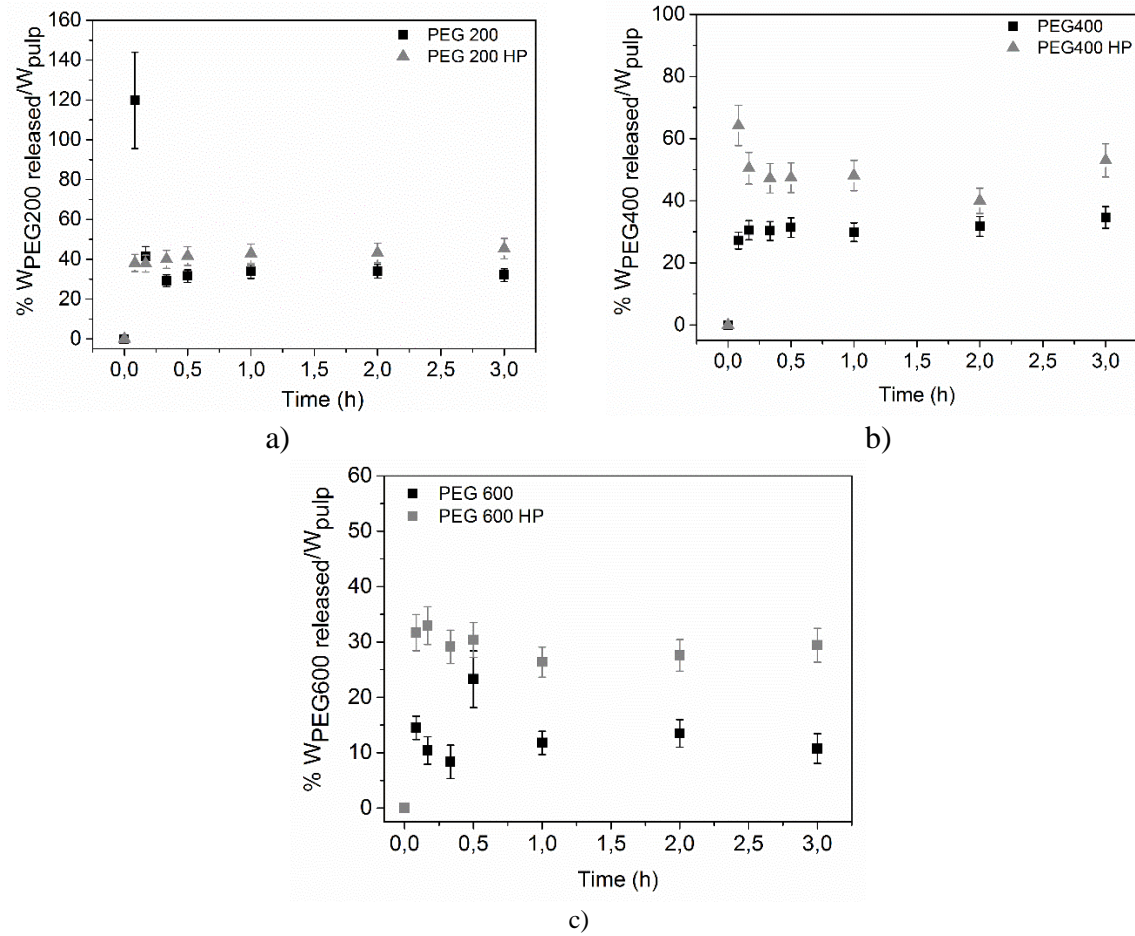 % WPEG200 released/Wpulp
160
140
120
100
80
60
40
20
0
PEG 200
PEG 200 HP
0,0 0,5 1,0 1,5 2,0 2,5 3,0
Time (h)
a)
% WPEG400 released/Wpulp
100
80
60
40
20
0
PEG400
PEG400 HP
0,0 0,5 1,0 1,5 2,0 2,5 3,0
Time (h)
b)
% WPEG600 released/Wpulp
60
50
40
30
20
10
0
PEG 600
PEG 600 HP
0,0 0,5 1,0 1,5 2,0 2,5 3,0
Time (h)
c)